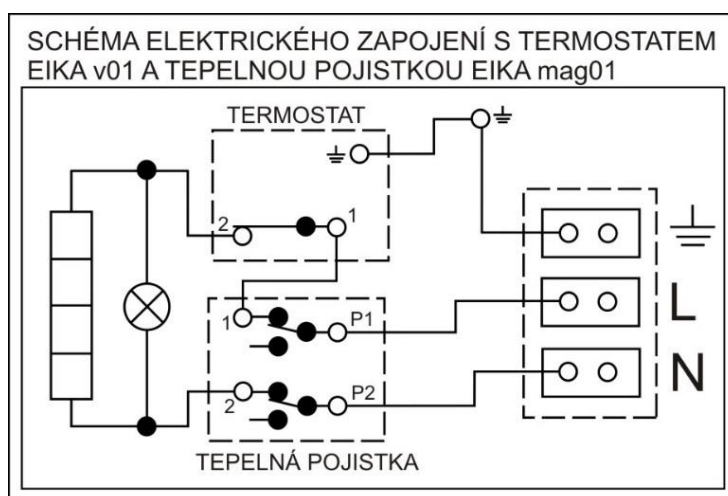 SCHÉMA ELEKTRICKÉHO ZAPOJENÍ S TERMOSTATEM
EIKA v01 A TEPELNOU POJISTKOU EIKA mag01
TERMOSTAT
2
1
1
P1
L
2
P2
N
TEPELNÁ POJISTKA